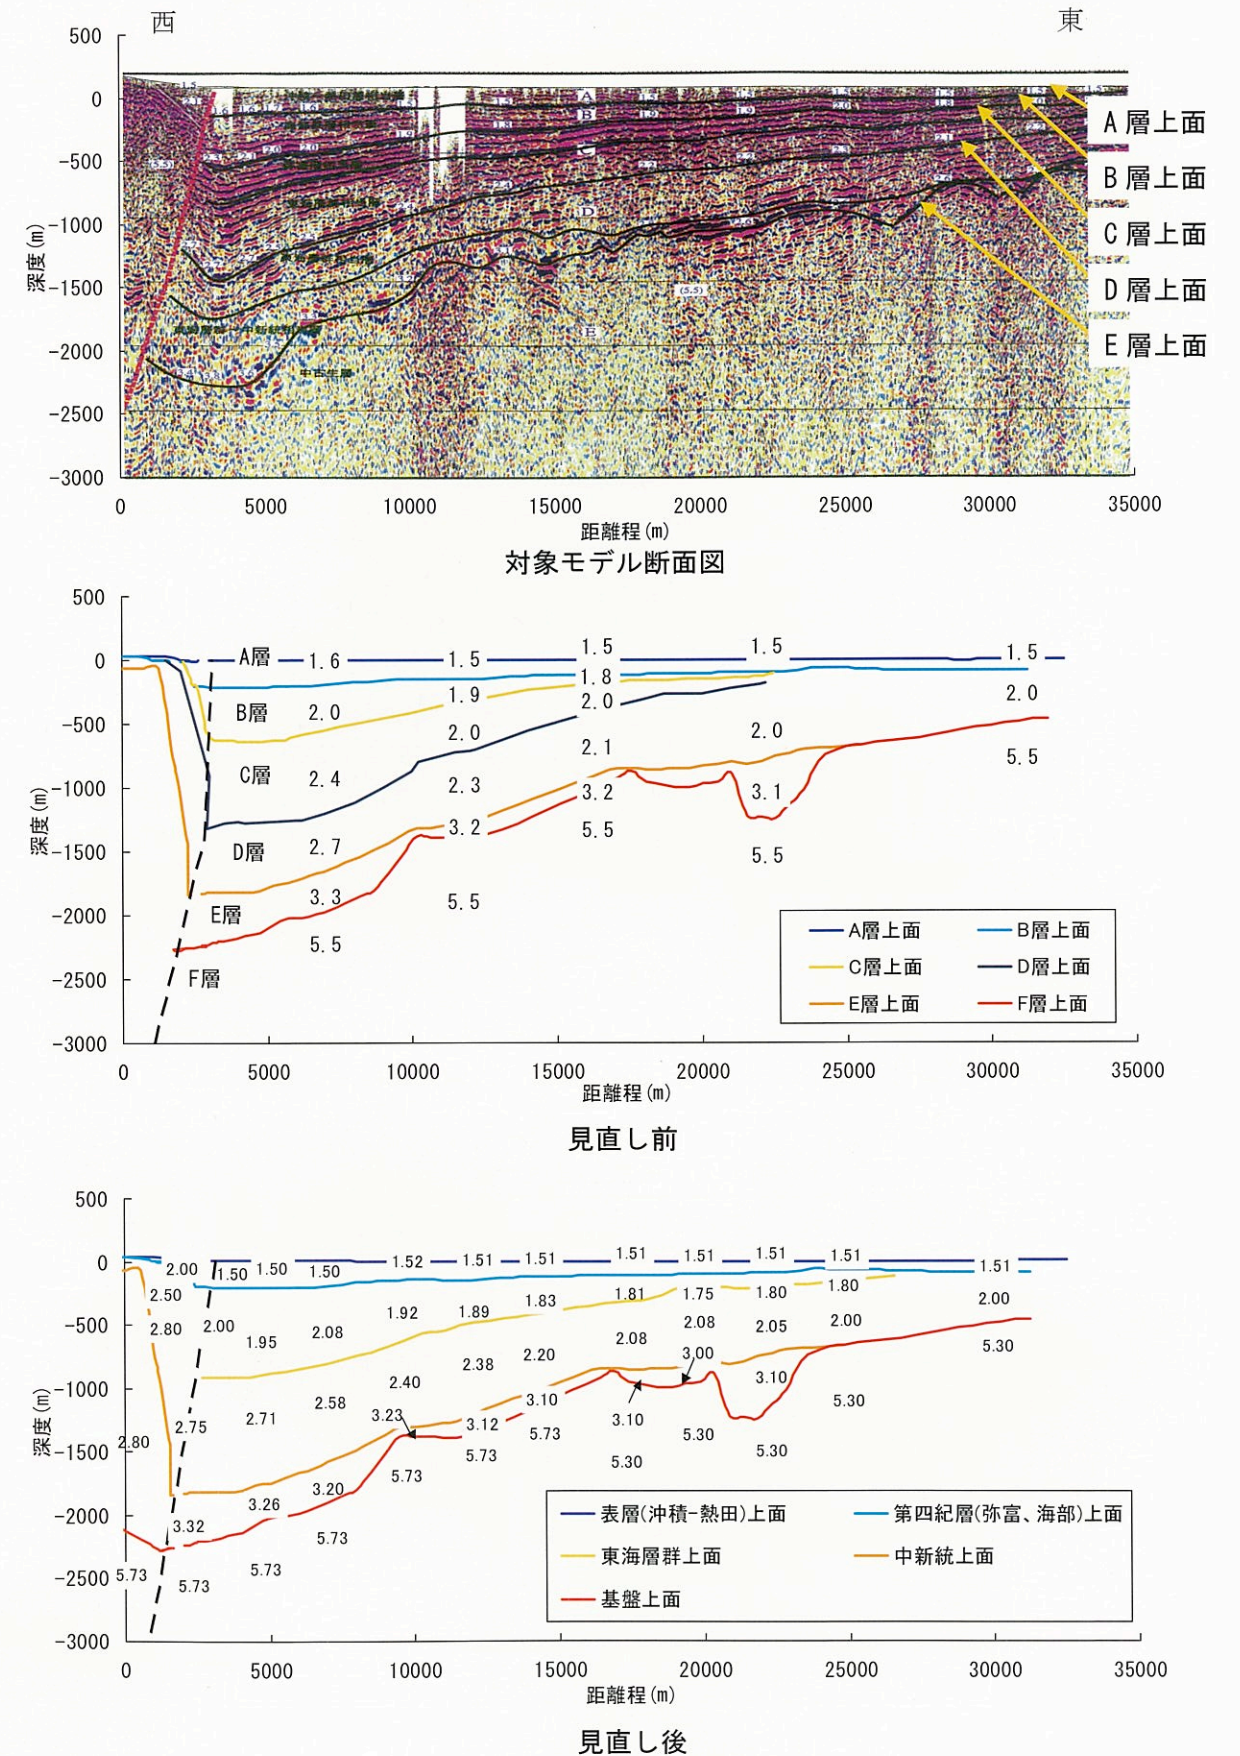 西 東
500
0
-500
-1000
-1500
-2000
-2500
-3000
深度(m)
A層上面
B層上面
C層上面
D層上面
E層上面
A
B
D
E
(5.5)
(5.5)
中古生層
0 5000 10000 15000 20000 25000 30000 35000
距離程(m)
対象モデル断面図
500
0
-500
-1000
-1500
-2000
-2500
-3000
深度(m)
A層 1.6 1.5 1.5 1.5 1.5
B層 2.0 1.9 1.8 2.0
C層 2.4 2.0 2.0 2.0
D層 2.7 2.3 2.1 5.5
E層 3.3 3.2 3.2 3.1
F層 5.5 5.5 5.5 5.5
A層上面 B層上面
C層上面 D層上面
E層上面 F層上面
0 5000 10000 15000 20000 25000 30000 35000
距離程(m)
見直し前
500
0
-500
-1000
-1500
-2000
-2500
-3000
深度(m)
2.00 1.50 1.50 1.50 1.52 1.51 1.51 1.51 1.51 1.51 1.51 1.51
2.50 1.92 1.89 1.83 1.81 1.75 1.80 1.80 2.00
2.80 2.00 1.95 2.08 2.08 2.08 2.05 2.00 5.30
2.40 2.38 2.20 3.00 3.10 5.30
2.80 2.75 2.71 2.58 3.23 3.12 3.10 3.10
5.73 5.73 5.73 5.30 5.30 5.30
3.32 3.26 3.20
5.73 5.73 5.73 5.73
表層(沖積-熱田)上面 第四紀層(弥富、海部)上面
東海層群上面 中新統上面
基盤上面
0 5000 10000 15000 20000 25000 30000 35000
距離程(m)
見直し後